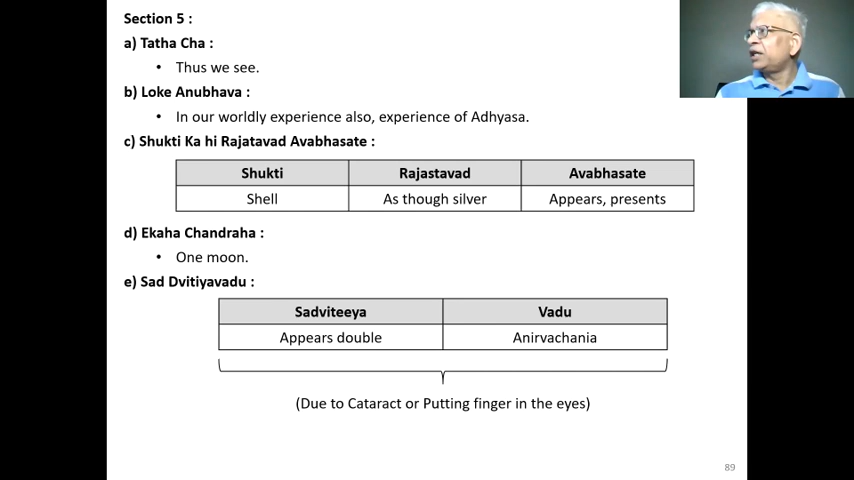 Section 5 :
a) Tatha Cha :
• Thus we see.
b) Loke Anubhava :
• In our worldly experience also, experience of Adhyasa.
c) Shukti Ka hi Rajatavad Avabhasate :
Shukti Rajastavad Avabhasate
Shell As though silver Appears, presents
d) Ekaha Chandraha :
• One moon.
e) Sad Dvitiyavadu :
Sadviteeya Vadu
Appears double Anirvachania
(Due to Cataract or Putting finger in the eyes)
89